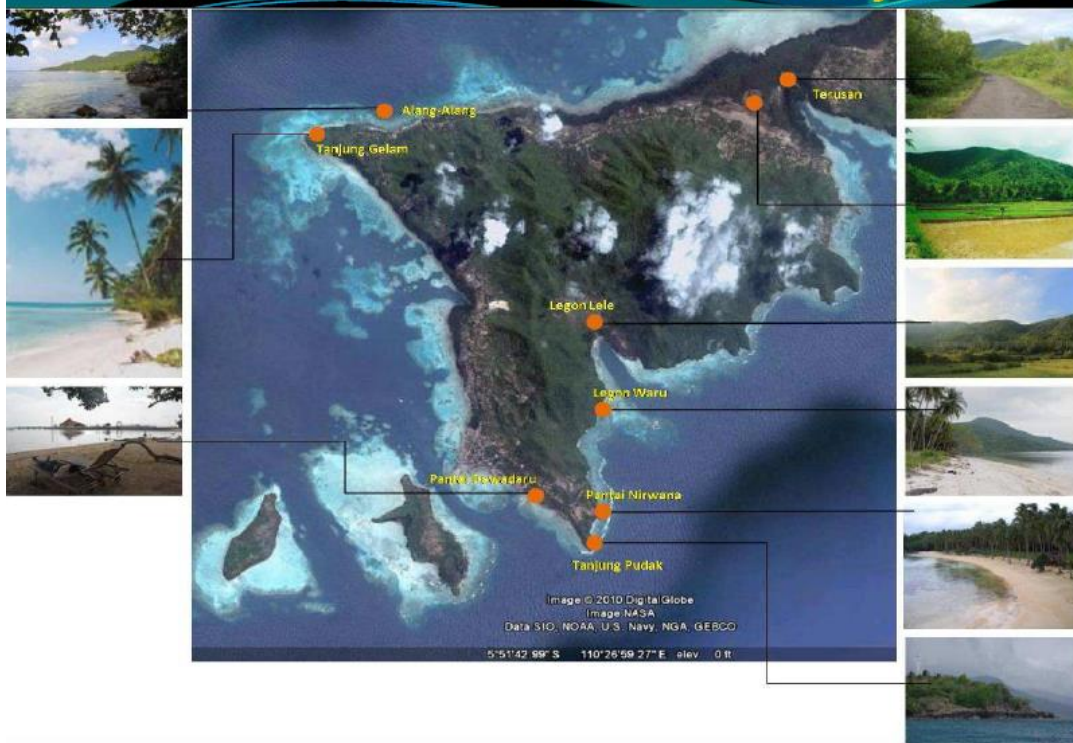 Alang-Alang
Terusan
Tanjung Gelam
Legon Lele
Legon Waru
Pantai Dewadaru
Pantai Nirwana
Tanjung Pudak
Image © 2010 DigitalGlobe
Image NASA
Data SIO, NOAA, U.S. Navy, NGA, GEBCO
5°51'42.99" S 110°26'59.27" E elev 0 ft